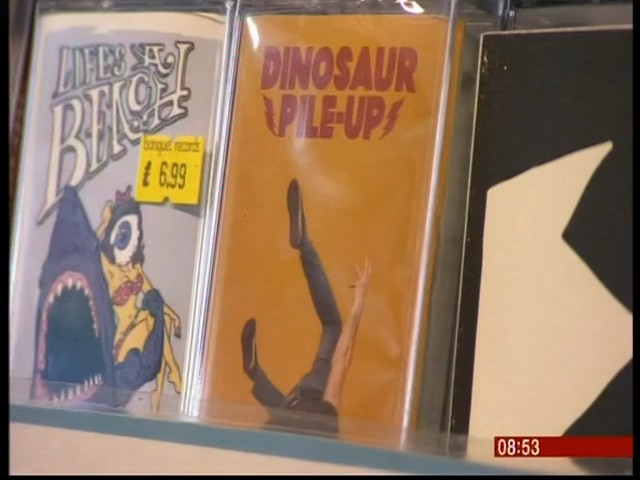 LIFE'S A
BEACH
banquet records
£ 6.99
DINOSAUR
PILE-UP
08:53